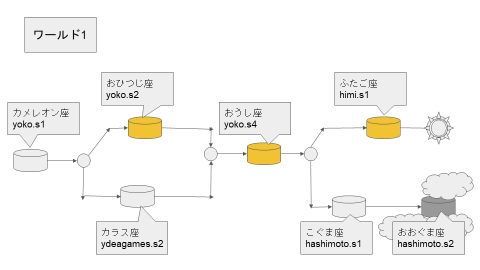 ワールド1
カメレオン座
yoko.s1
おひつじ座
yoko.s2
カラス座
ydeagames.s2
おうし座
yoko.s4
ふたご座
himi.s1
こぐま座
hashimoto.s1
おおぐま座
hashimoto.s2